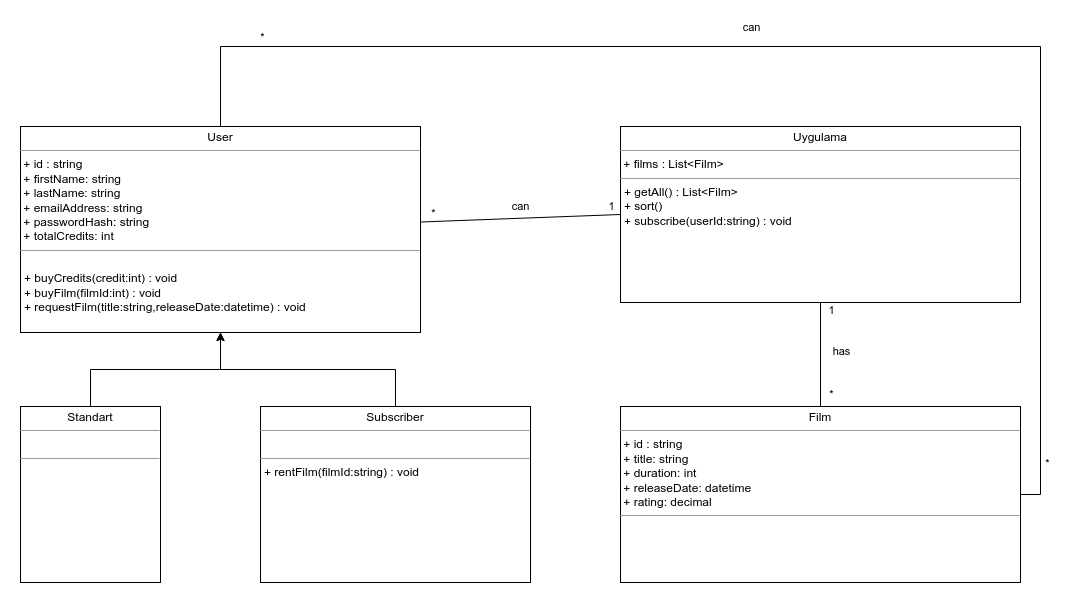 can
*
User
+ id : string
+ firstName: string
+ lastName: string
+ emailAddress: string
+ passwordHash: string
+ totalCredits: int
+ buyCredits(credit:int) : void
+ buyFilm(filmId:int) : void
+ requestFilm(title:string,releaseDate:datetime) : void
* can 1
Uygulama
+ films : List<Film>
+ getAll() : List<Film>
+ sort()
+ subscribe(userId:string) : void
1
has
*
Standart
Subscriber
+ rentFilm(filmId:string) : void
Film
+ id : string
+ title: string
+ duration: int
+ releaseDate: datetime
+ rating: decimal
*